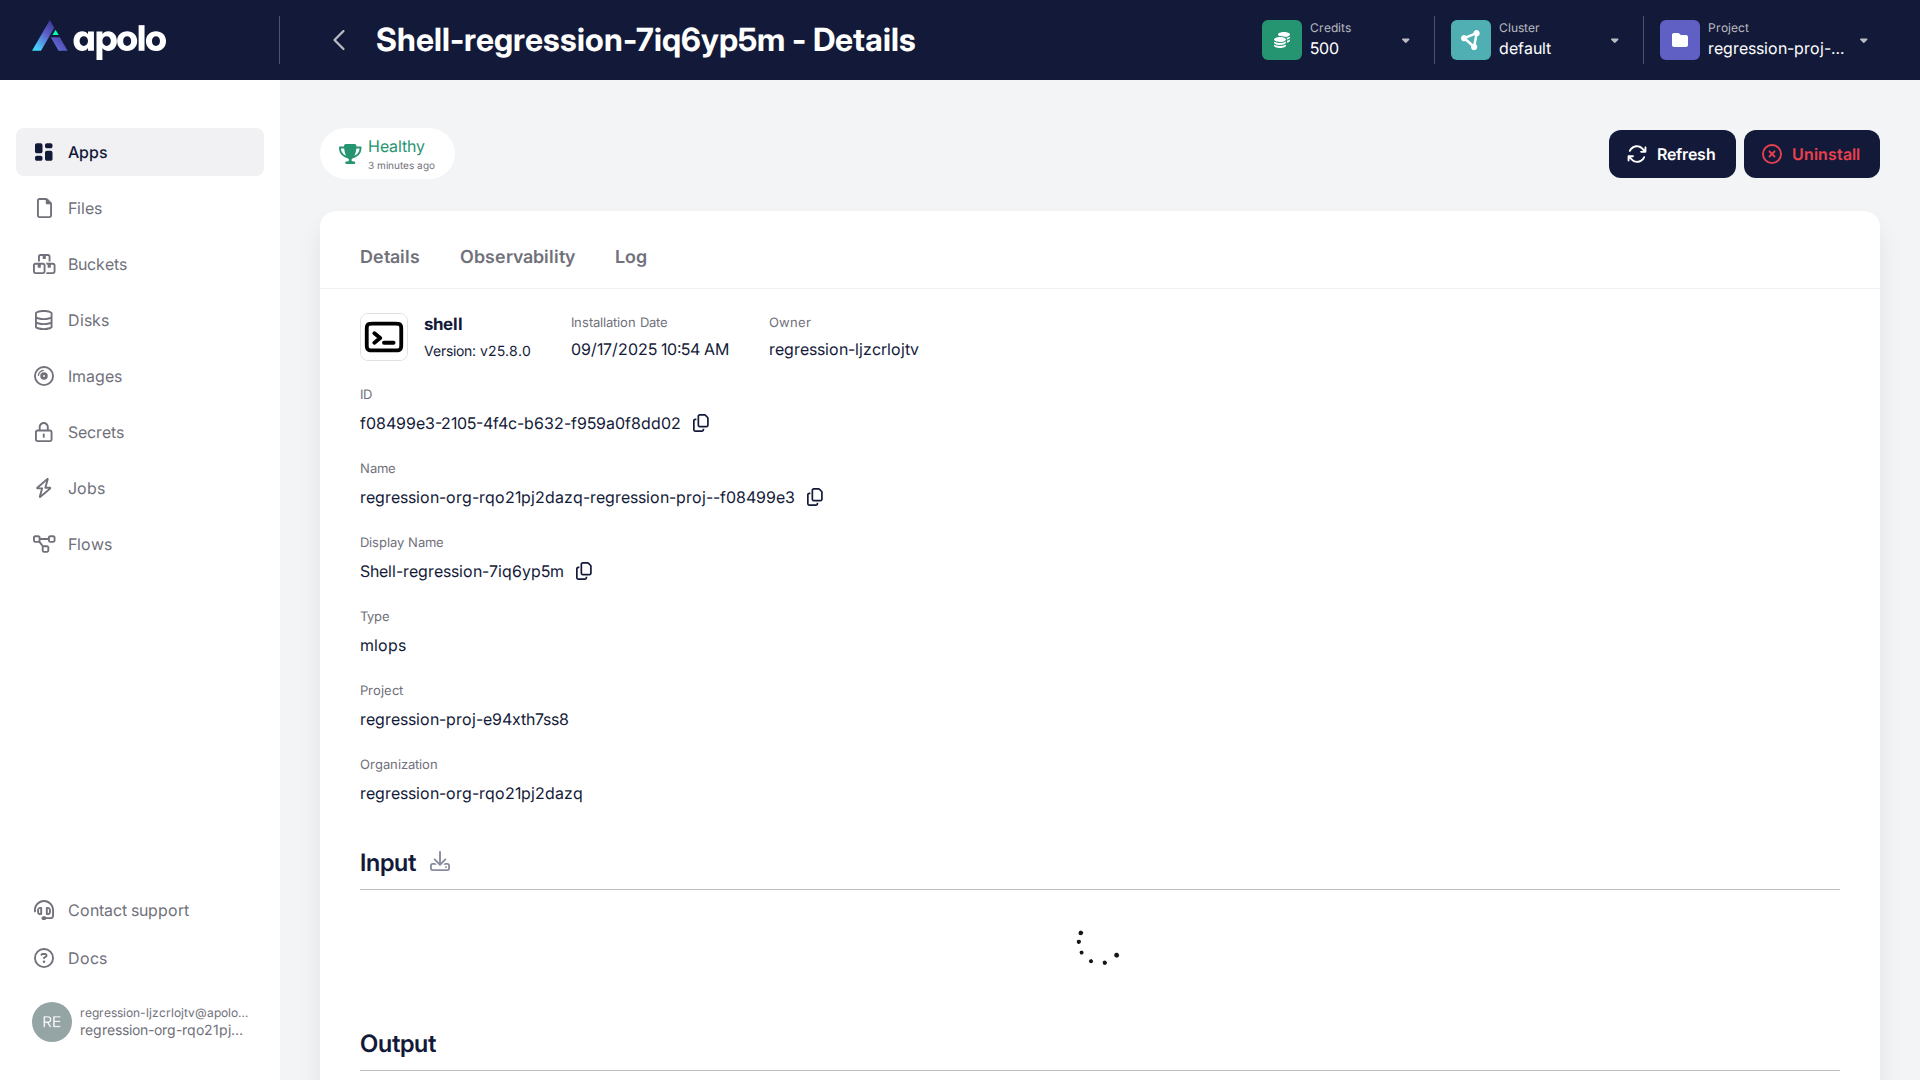 apolo
Shell-regression-7iq6yp5m - Details
Credits
500
Cluster
default
Project
regression-proj-...
Apps
Files
Buckets
Disks
Images
Secrets
Jobs
Flows
Contact support
Docs
RE
regression-ljzcrlojtv@apolo...
regression-org-rqo21pj...
Healthy
3 minutes ago
Refresh
Uninstall
Details
Observability
Log
shell
Version: v25.8.0
Installation Date
09/17/2025 10:54 AM
Owner
regression-ljzcrlojtv
ID
f08499e3-2105-4f4c-b632-f959a0f8dd02
Name
regression-org-rqo21pj2dazq-regression-proj--f08499e3
Display Name
Shell-regression-7iq6yp5m
Type
mlops
Project
regression-proj-e94xth7ss8
Organization
regression-org-rqo21pj2dazq
Input
Output